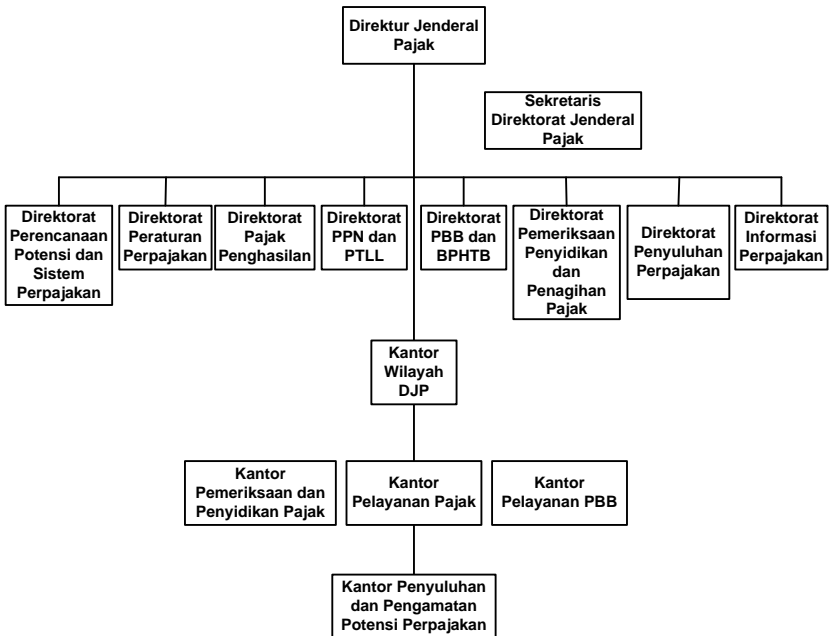 Direktur Jenderal
Pajak
Sekretaris
Direktorat Jenderal
Pajak
Direktorat
Perencanaan
Potensi dan
Sistem
Perpajakan
Direktorat
Peraturan
Perpajakan
Direktorat
Pajak
Penghasilan
Direktorat
PPN dan
PTLL
Direktorat
PBB dan
BPHTB
Direktorat
Pemeriksaan
Penyidikan
dan
Penagihan
Pajak
Direktorat
Penyuluhan
Perpajakan
Direktorat
Informasi
Perpajakan
Kantor
Wilayah
DJP
Kantor
Pemeriksaan dan
Penyidikan Pajak
Kantor
Pelayanan Pajak
Kantor
Pelayanan PBB
Kantor Penyuluhan
dan Pengamatan
Potensi Perpajakan